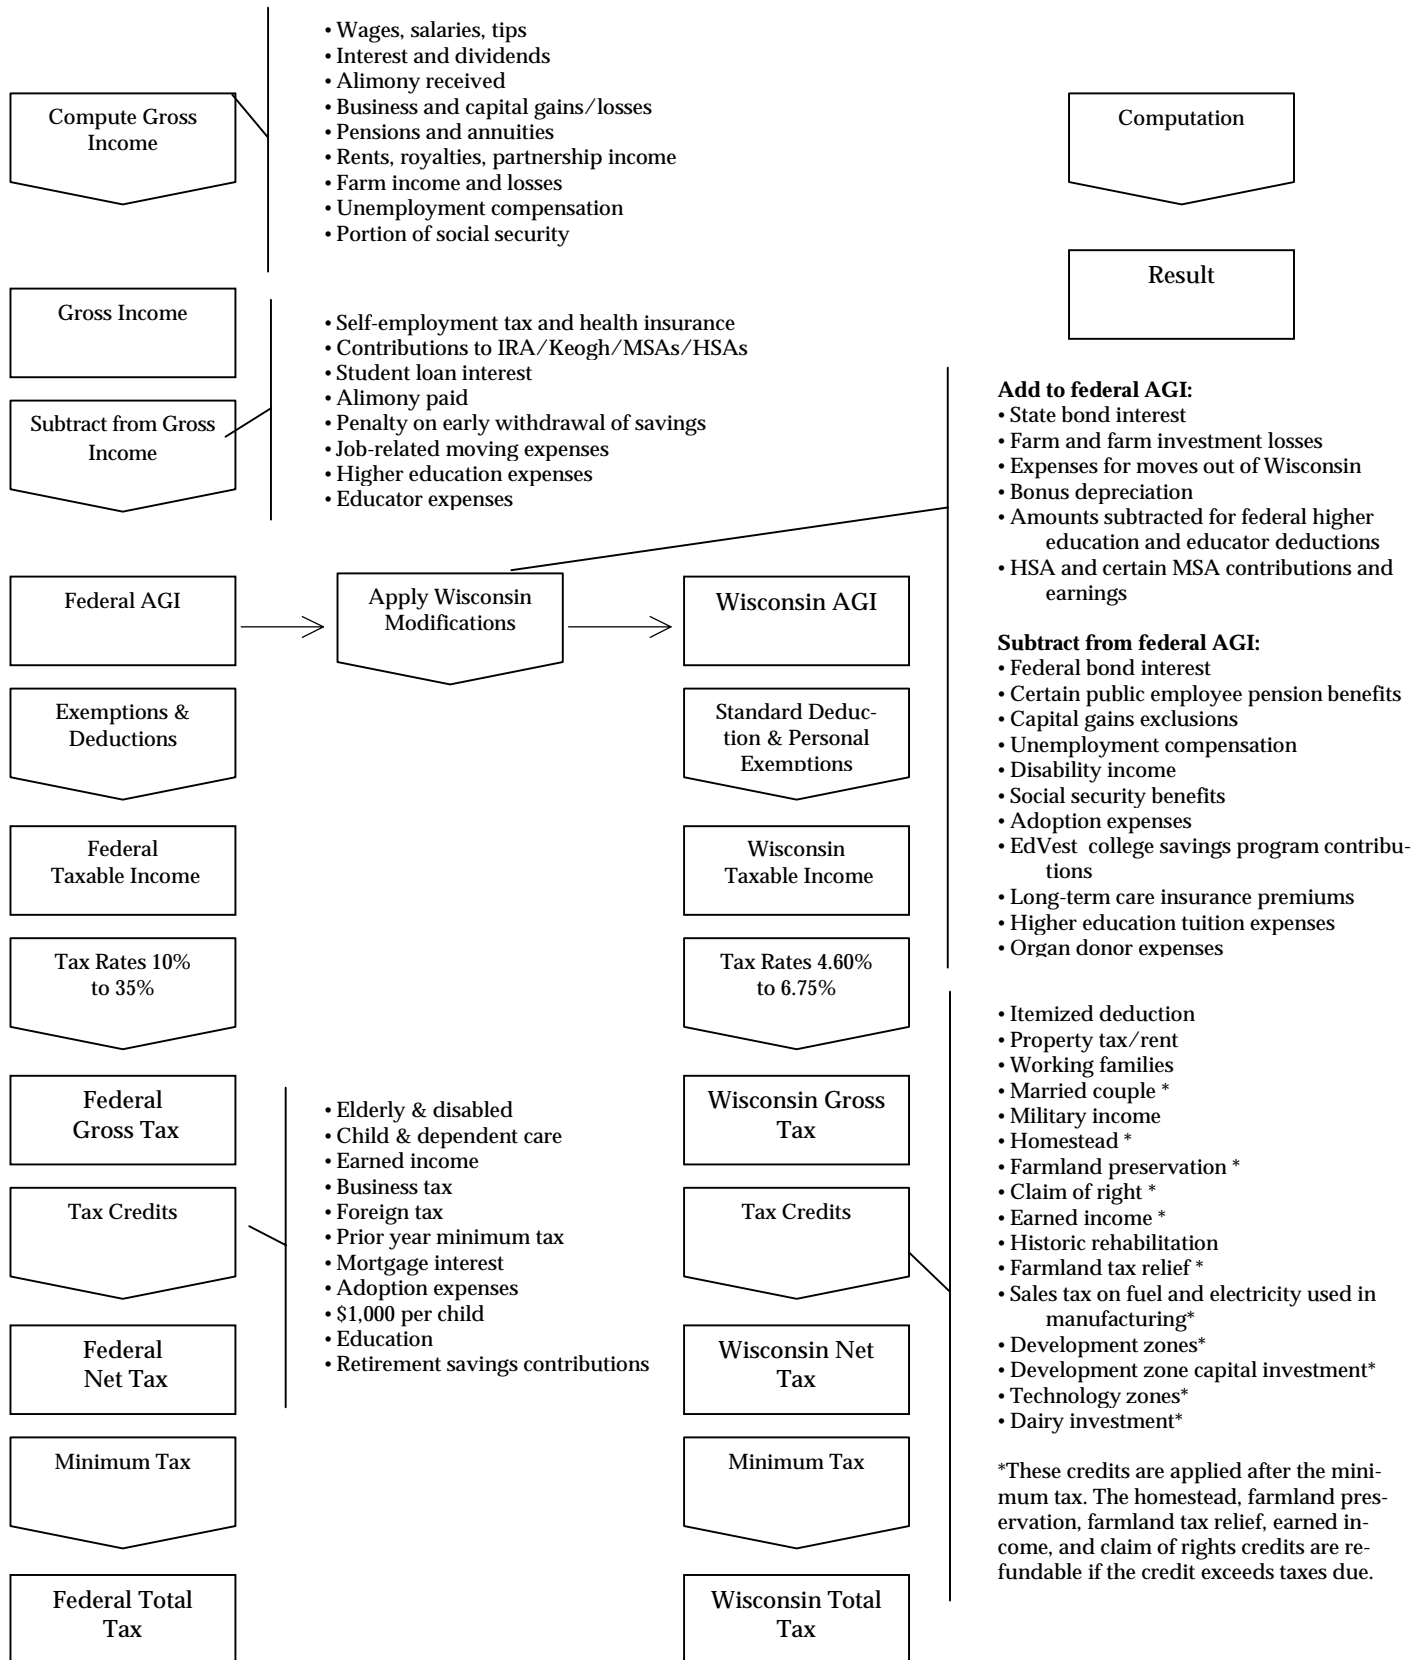 Compute Gross
Income
• Wages, salaries, tips
• Interest and dividends
• Alimony received
• Business and capital gains/losses
• Pensions and annuities
• Rents, royalties, partnership income
• Farm income and losses
• Unemployment compensation
• Portion of social security
Computation
Result
Gross Income
Subtract from Gross
Income
• Self-employment tax and health insurance
• Contributions to IRA/Keogh/MSAs/HSAs
• Student loan interest
• Alimony paid
• Penalty on early withdrawal of savings
• Job-related moving expenses
• Higher education expenses
• Educator expenses
Federal AGI
Apply Wisconsin
Modifications
Wisconsin AGI
Add to federal AGI:
• State bond interest
• Farm and farm investment losses
• Expenses for moves out of Wisconsin
• Bonus depreciation
• Amounts subtracted for federal higher
education and educator deductions
• HSA and certain MSA contributions and
earnings
Subtract from federal AGI:
• Federal bond interest
• Certain public employee pension benefits
• Capital gains exclusions
• Unemployment compensation
• Disability income
• Social security benefits
• Adoption expenses
• EdVest college savings program contribu-
tions
• Long-term care insurance premiums
• Higher education tuition expenses
• Organ donor expenses
Exemptions &
Deductions
Standard Deduc-
tion & Personal
Exemptions
Federal
Taxable Income
Wisconsin
Taxable Income
Tax Rates 10%
to 35%
Tax Rates 4.60%
to 6.75%
Federal
Gross Tax
Wisconsin Gross
Tax
Tax Credits
• Elderly & disabled
• Child & dependent care
• Earned income
• Business tax
• Foreign tax
• Prior year minimum tax
• Mortgage interest
• Adoption expenses
• $1,000 per child
• Education
• Retirement savings contributions
Tax Credits
• Itemized deduction
• Property tax/rent
• Working families
• Married couple *
• Military income
• Homestead *
• Farmland preservation *
• Claim of right *
• Earned income *
• Historic rehabilitation
• Farmland tax relief *
• Sales tax on fuel and electricity used in
manufacturing*
• Development zones*
• Development zone capital investment*
• Technology zones*
• Dairy investment*
Federal
Net Tax
Wisconsin Net
Tax
Minimum Tax
Minimum Tax
*These credits are applied after the mini-
mum tax. The homestead, farmland pres-
ervation, farmland tax relief, earned in-
come, and claim of rights credits are re-
fundable if the credit exceeds taxes due.
Federal Total
Tax
Wisconsin Total
Tax